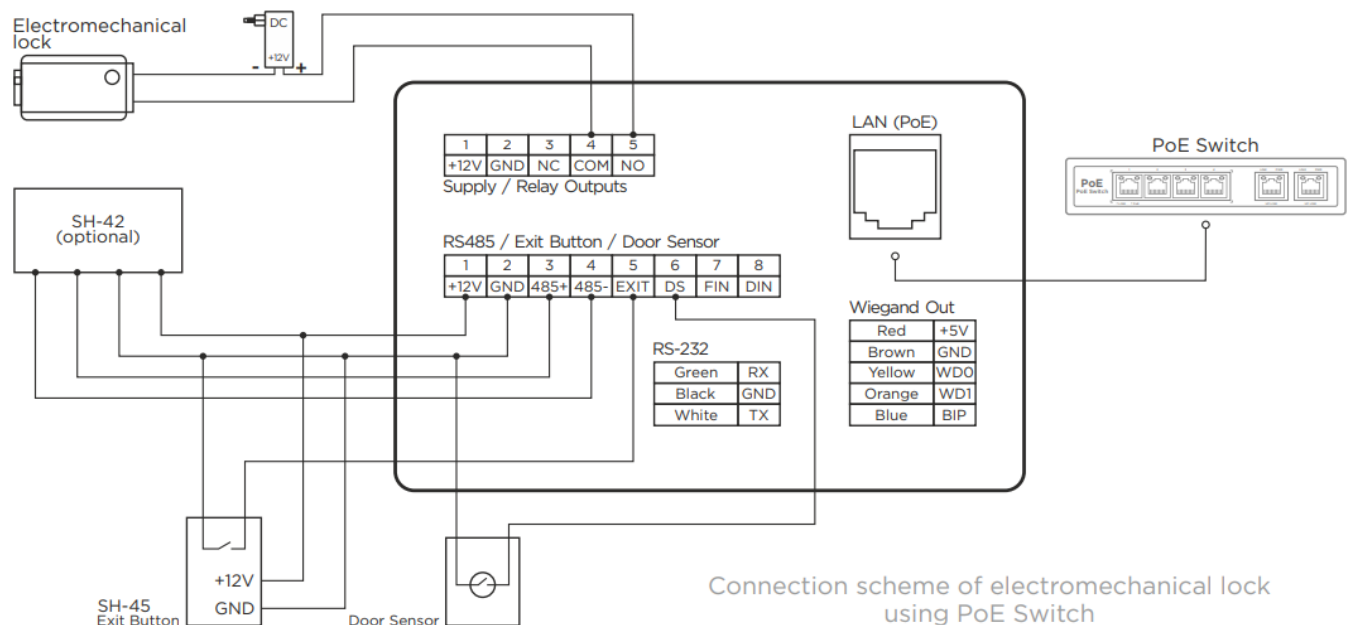 Electromechanical
lock
DC
+12V
- +
LAN (PoE)
PoE Switch
1 2 3 4 5
+12V GND NC COM NO
Supply / Relay Outputs
PoE
PoE Switch
SH-42
(optional)
RS485 / Exit Button / Door Sensor
1 2 3 4 5 6 7 8
+12V GND 485+ 485- EXIT DS FIN DIN
Wiegand Out
Red +5V
Brown GND
Yellow WD0
Orange WD1
Blue BIP
RS-232
Green RX
Black GND
White TX
+12V
GND
SH-45
Exit Button
Door Sensor
Connection scheme of electromechanical lock
using PoE Switch